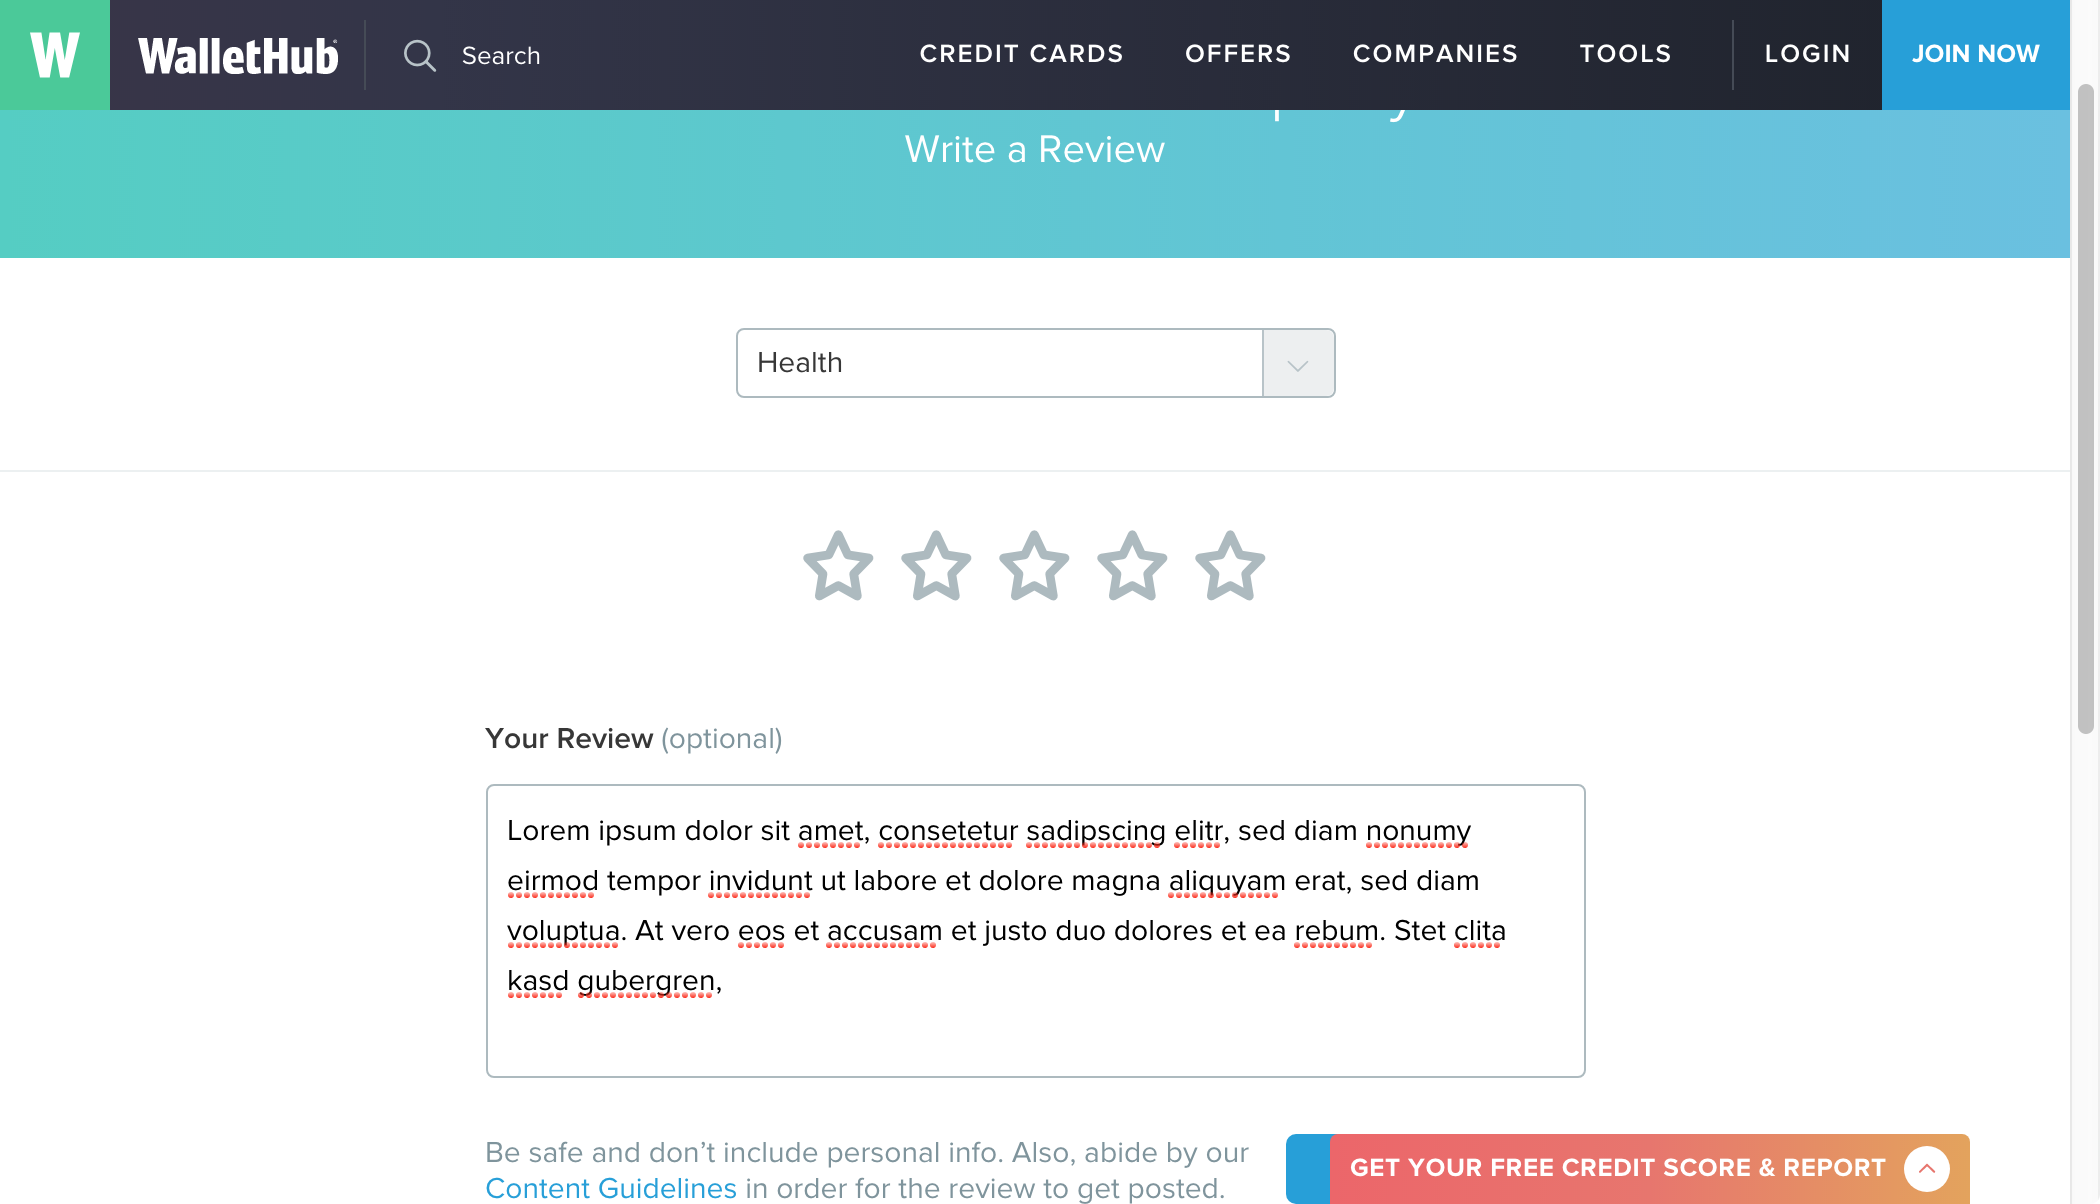 W WalletHub Search CREDIT CARDS OFFERS COMPANIES TOOLS LOGIN JOIN NOW
Write a Review
Health
Your Review (optional)
Lorem ipsum dolor sit amet, consetetur sadipscing elitr, sed diam nonumy
eirmod tempor invidunt ut labore et dolore magna aliquyam erat, sed diam
voluptua. At vero eos et accusam et justo duo dolores et ea rebum. Stet clita
kasd gubergren,
Be safe and don’t include personal info. Also, abide by our
Content Guidelines in order for the review to get posted.
GET YOUR FREE CREDIT SCORE & REPORT